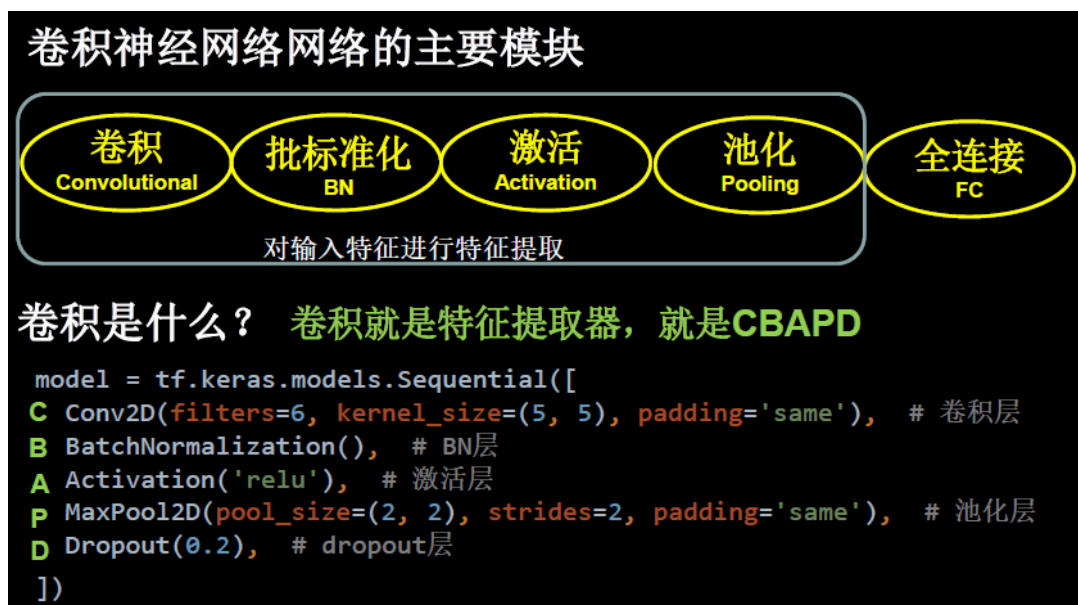 卷积神经网络网络的主要模块
卷积 批标准化 激活 池化 全连接
Convolutional BN Activation Pooling FC
对输入特征进行特征提取
卷积是什么? 卷积就是特征提取器，就是CBAPD
model = tf.keras.models.Sequential([
C Conv2D(filters=6, kernel_size=(5, 5), padding='same'), # 卷积层
B BatchNormalization(), # BN层
A Activation('relu'), # 激活层
P MaxPool2D(pool_size=(2, 2), strides=2, padding='same'), # 池化层
D Dropout(0.2), # dropout层
])